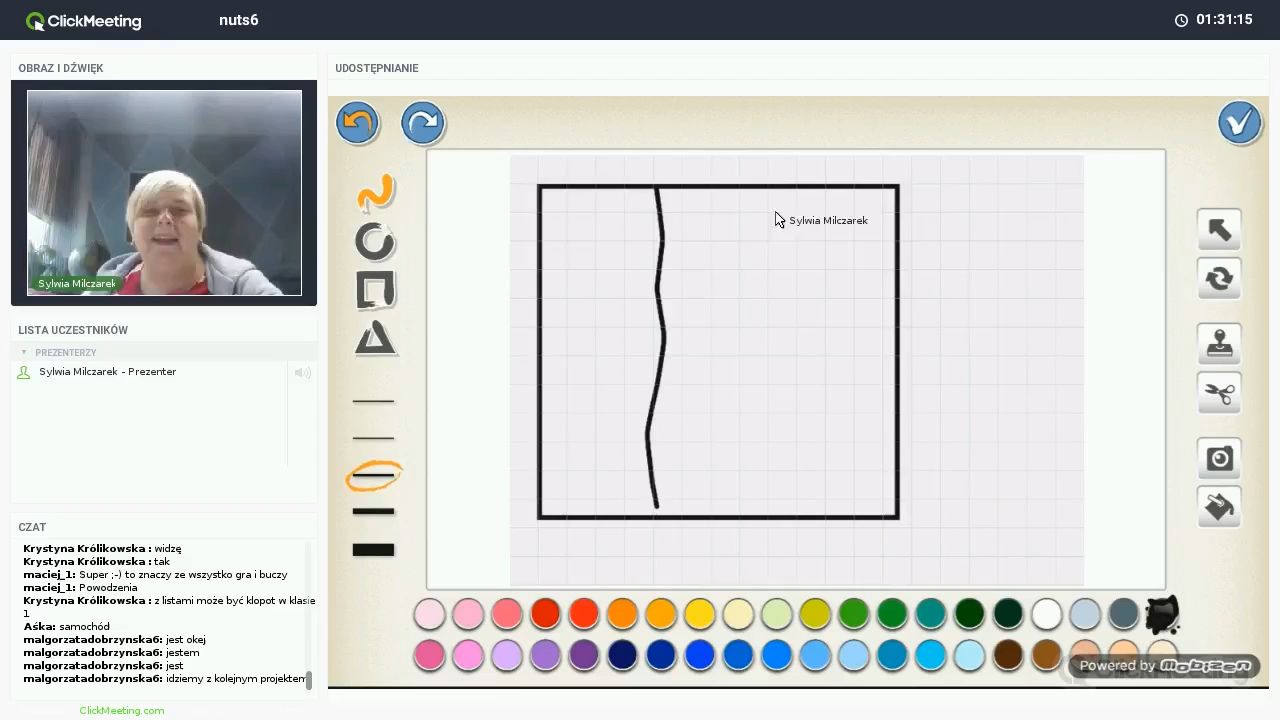 ClickMeeting
nuts6
01:31:15
OBRAZ I DŹWIĘK
UDOSTĘPNIANIE
Sylwia Milczarek
Sylwia Milczarek
LISTA UCZESTNIKÓW
PREZENTERZY
Sylwia Milczarek - Prezenter
CZAT
Krystyna Królikowska : widzę
Krystyna Królikowska : tak
maciej_1: Super ;-) to znaczy ze wszystko gra i buczy
maciej_1: Powodzenia
Krystyna Królikowska : z listami może być kłopot w klasie
1
Aśka: samochód
malgorzatadobrzynska6: jest okej
malgorzatadobrzynska6: jestem
malgorzatadobrzynska6: jest
malgorzatadobrzynska6: idziemy z kolejnym projektem
Powered by Mobizen
ClickMeeting
ClickMeeting.com